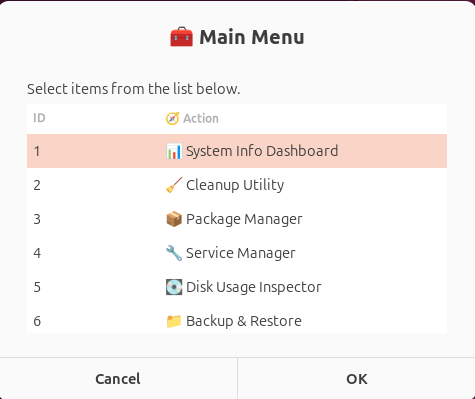 🧰 Main Menu
Select items from the list below.
ID 🧭 Action
1 📊 System Info Dashboard
2 🧹 Cleanup Utility
3 📦 Package Manager
4 🔧 Service Manager
5 💽 Disk Usage Inspector
6 📁 Backup & Restore
Cancel OK